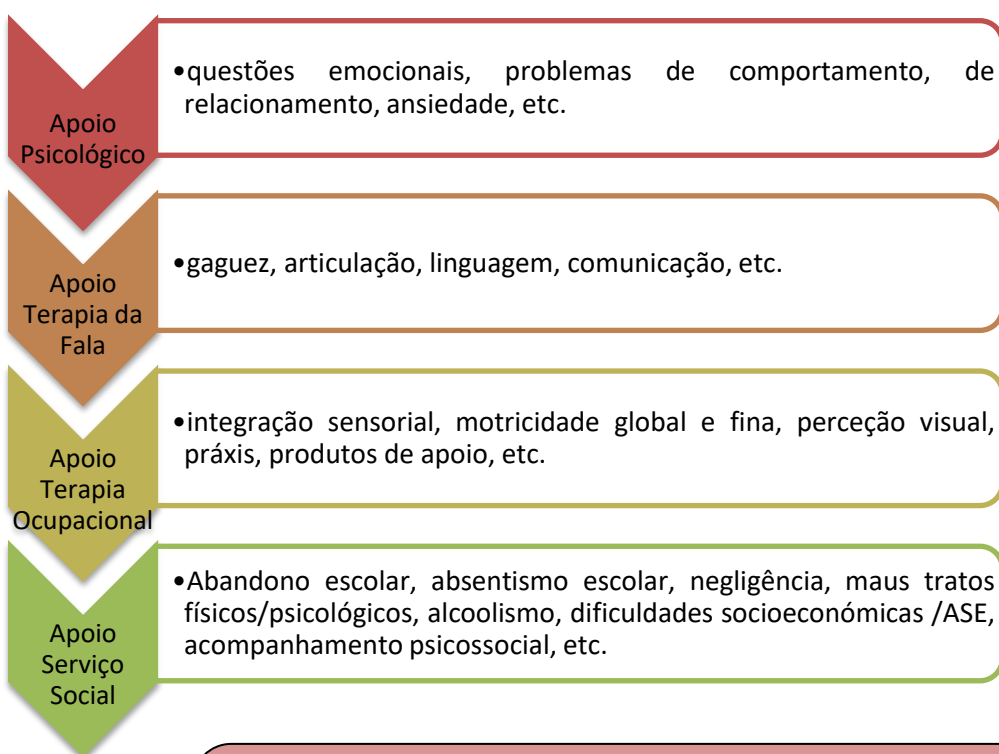 Apoio
Psicológico
•questões emocionais, problemas de comportamento, de
relacionamento, ansiedade, etc.
Apoio
Terapia da
Fala
•gaguez, articulação, linguagem, comunicação, etc.
Apoio
Terapia
Ocupacional
•integração sensorial, motricidade global e fina, perceção visual,
práxis, produtos de apoio, etc.
Apoio
Serviço
Social
•Abandono escolar, absentismo escolar, negligência, maus tratos
físicos/psicológicos, alcoolismo, dificuldades socioeconómicas /ASE,
acompanhamento psicossocial, etc.